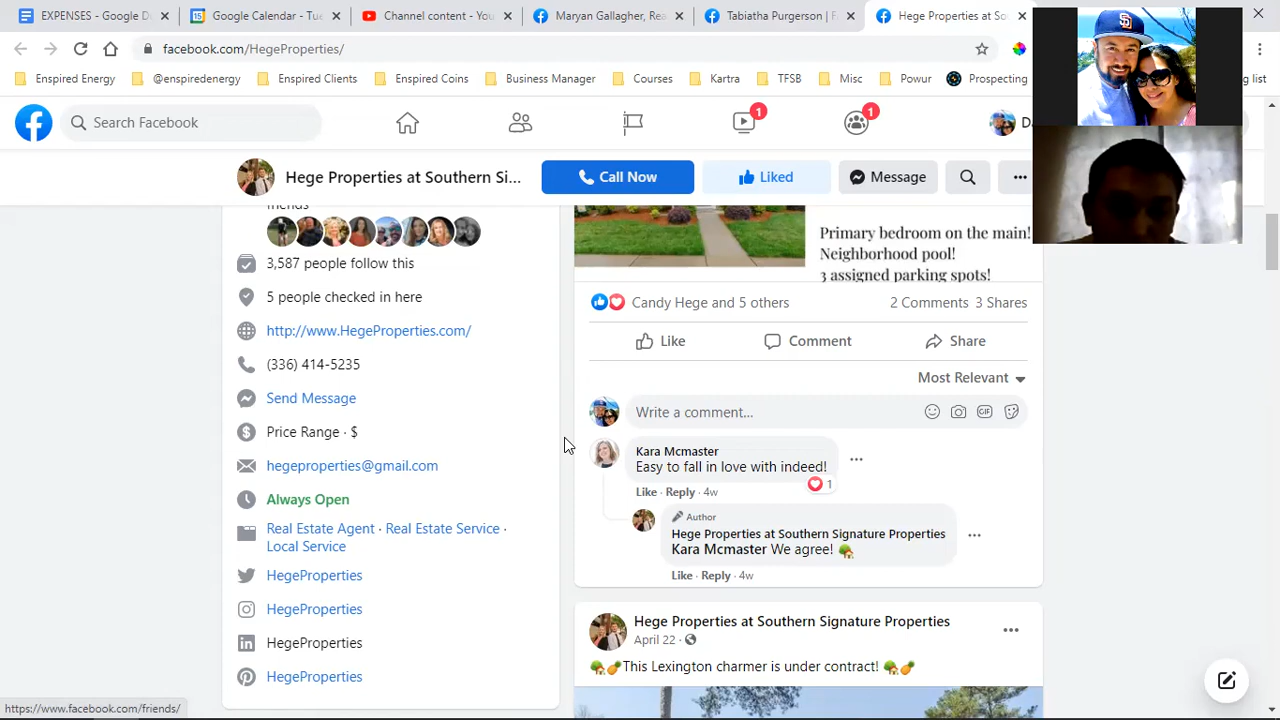 EXPENSES - Google D
Google Calendar - Tue
Channel content - You
Maryan Gallagher, Rea
Tabiatha Purgerson | Fa
Hege Properties at So
facebook.com/HegeProperties/
Enspired Energy
@enspiredenergy
Enspired Clients
Enspired Coins
Business Manager
Courses
Kartra
TFSB
Misc
Powur
Prospecting
g list
Search Facebook
1
1
Da
Hege Properties at Southern Si...
Call Now
Liked
Message
friends
3,587 people follow this
5 people checked in here
http://www.HegeProperties.com/
(336) 414-5235
Send Message
Price Range · $
hegeproperties@gmail.com
Always Open
Real Estate Agent · Real Estate Service ·
Local Service
HegeProperties
HegeProperties
HegeProperties
HegeProperties
Primary bedroom on the main!
Neighborhood pool!
3 assigned parking spots!
Candy Hege and 5 others
2 Comments 3 Shares
Like
Comment
Share
Most Relevant
Write a comment...
GIF
Kara Mcmaster
Easy to fall in love with indeed!
1
Like · Reply · 4w
Author
Hege Properties at Southern Signature Properties
Kara Mcmaster We agree! 🏡
Like · Reply · 4w
Hege Properties at Southern Signature Properties
April 22 ·
🏡🍠This Lexington charmer is under contract! 🏡🍠
https://www.facebook.com/friends/